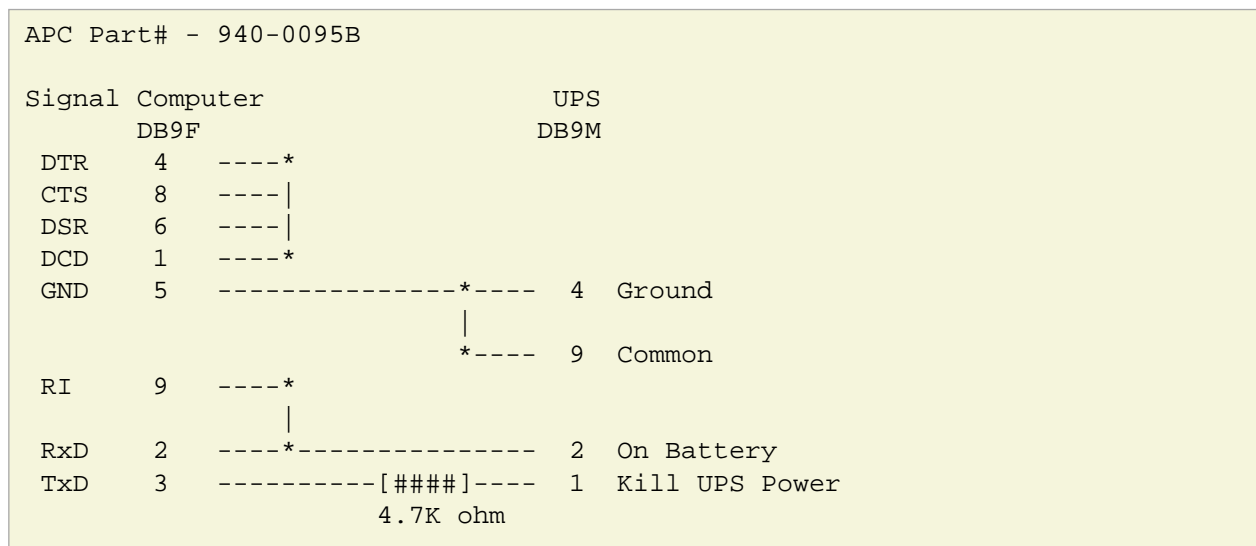 APC Part# - 940-0095B
Signal Computer                  UPS
       DB9F                     DB9M
 DTR    4   ----*
 CTS    8   ----|
 DSR    6   ----|
 DCD    1   ----*
 GND    5   ---------------*----  4  Ground
                           |
                           *----  9  Common
 RI     9   ----*
                |
 RxD    2   ----*---------------  2  On Battery
 TxD    3   ----------[####]----  1  Kill UPS Power
                      4.7K ohm